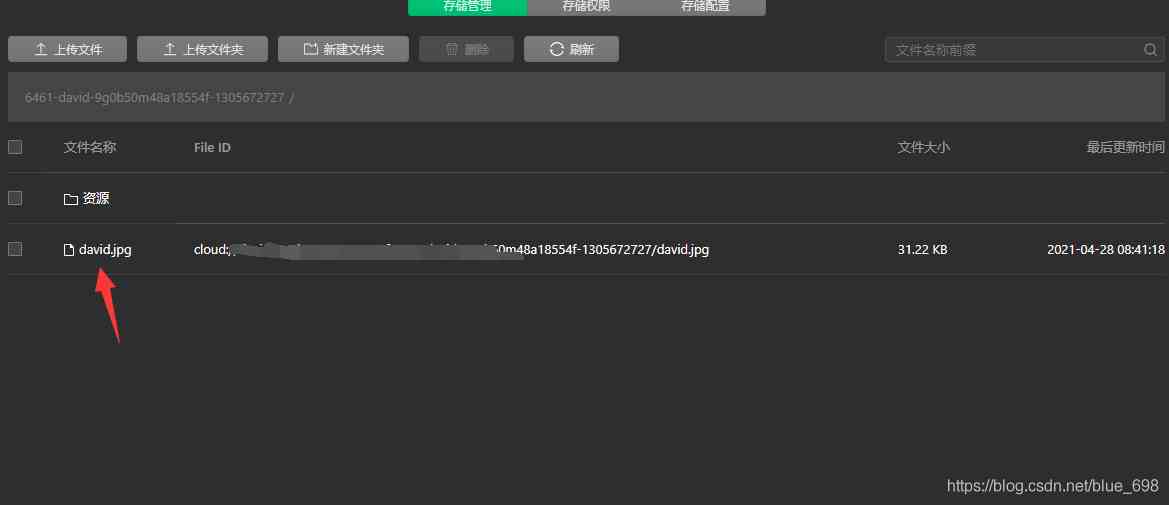 存储管理 存储权限 存储配置
上传文件 上传文件夹 新建文件夹 删除 刷新 文件名称前缀
6461-david-9g0b50m48a18554f-1305672727 /
文件名称 File ID 文件大小 最后更新时间
资源
david.jpg cloud: 50m48a18554f-1305672727/david.jpg 31.22 KB 2021-04-28 08:41:18
https://blog.csdn.net/blue_698